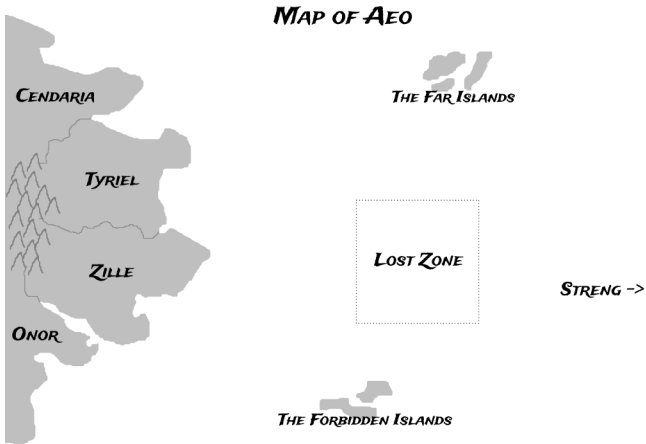 Map of Aeo
Cendaria
The Far Islands
Tyriel
Lost Zone
Zille
Streng ->
Onor
The Forbidden Islands